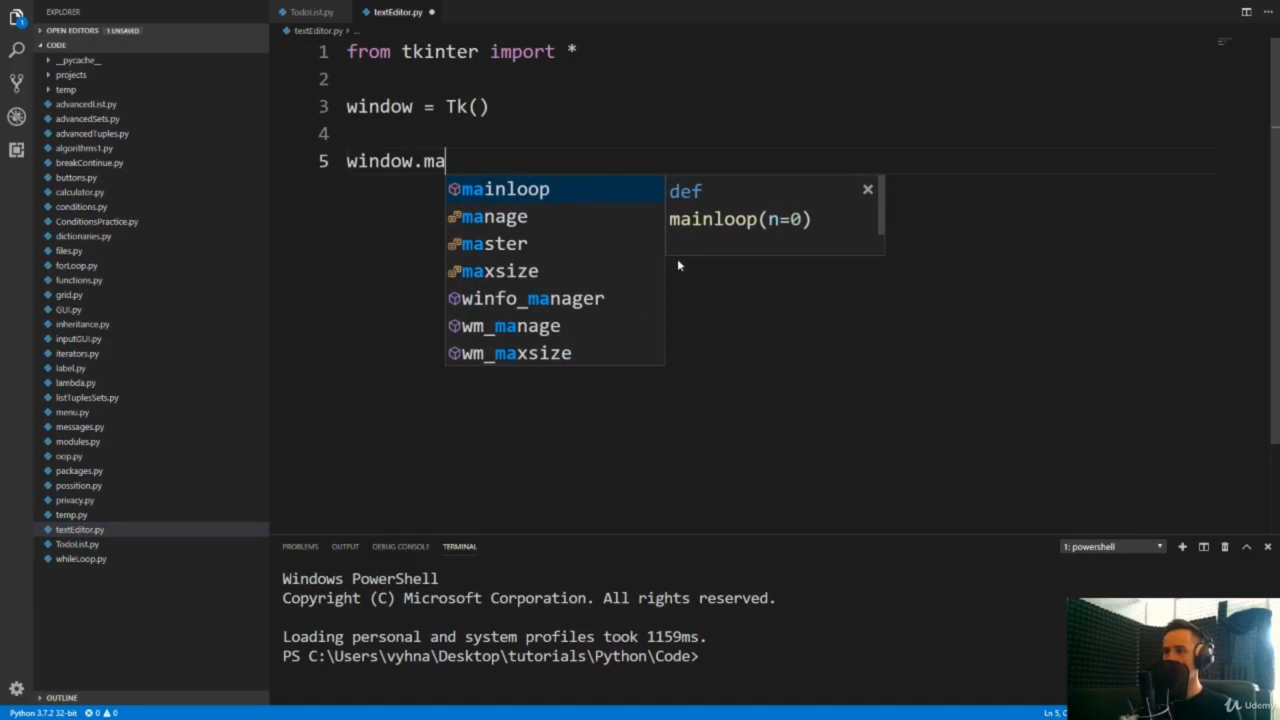 EXPLORER
OPEN EDITORS 1 UNSAVED
CODE
__pycache__
projects
temp
advancedList.py
advancedSets.py
advancedTuples.py
algorithms1.py
breakContinue.py
buttons.py
calculator.py
conditions.py
ConditionsPractice.py
dictionaries.py
files.py
forLoop.py
functions.py
grid.py
GUI.py
inheritance.py
inputGUI.py
iterators.py
label.py
lambda.py
listTuplesSets.py
menu.py
messages.py
modules.py
oop.py
packages.py
possition.py
privacy.py
temp.py
textEditor.py
TodoList.py
whileLoop.py
OUTLINE
TodoList.py textEditor.py
textEditor.py ...
1 from tkinter import *
2
3 window = Tk()
4
5 window.ma
mainloop
manage
master
maxsize
winfo_manager
wm_manage
wm_maxsize
def
mainloop(n=0)
PROBLEMS OUTPUT DEBUG CONSOLE TERMINAL
1: powershell
Windows PowerShell
Copyright (C) Microsoft Corporation. All rights reserved.
Loading personal and system profiles took 1159ms.
PS C:\Users\vyhna\Desktop\tutorials\Python\Code>
Python 3.7.2 32-bit 0 0
Ln 5,
Udemy